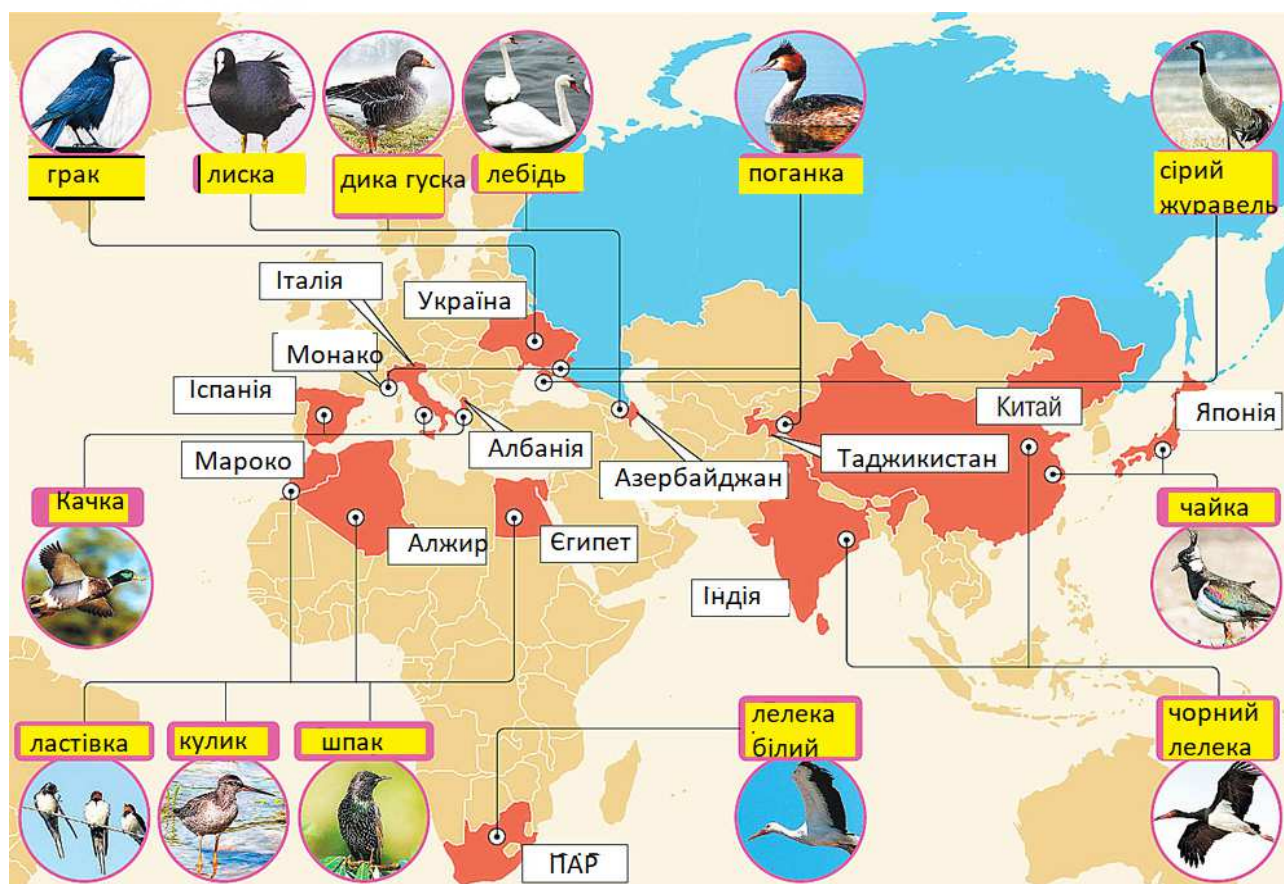 грак
лиска
дика гуска
лебідь
поганка
сірий
журавель
Італія
Україна
Монако
Іспанія
Китай
Японія
Албанія
Мароко
Таджикистан
Азербайджан
Качка
чайка
Алжир
Єгипет
Індія
лелека
білий
чорний
лелека
ластівка
кулик
шпак
ПАР